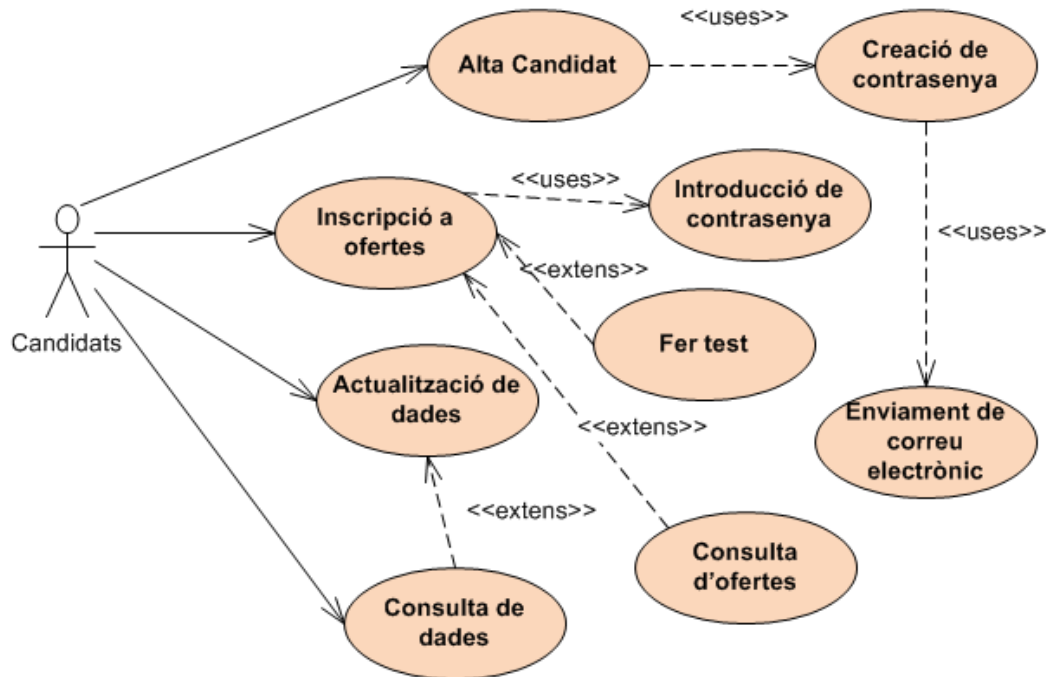 <<uses>>
Alta Candidat
Creació de
contrasenya
<<uses>>
Introducció de
contrasenya
Inscripció a
ofertes
<<uses>>
<<extens>>
Candidats
Fer test
Actualització de
dades
<<extens>>
Enviament de
correu
electrònic
<<extens>>
Consulta
d'ofertes
Consulta de
dades